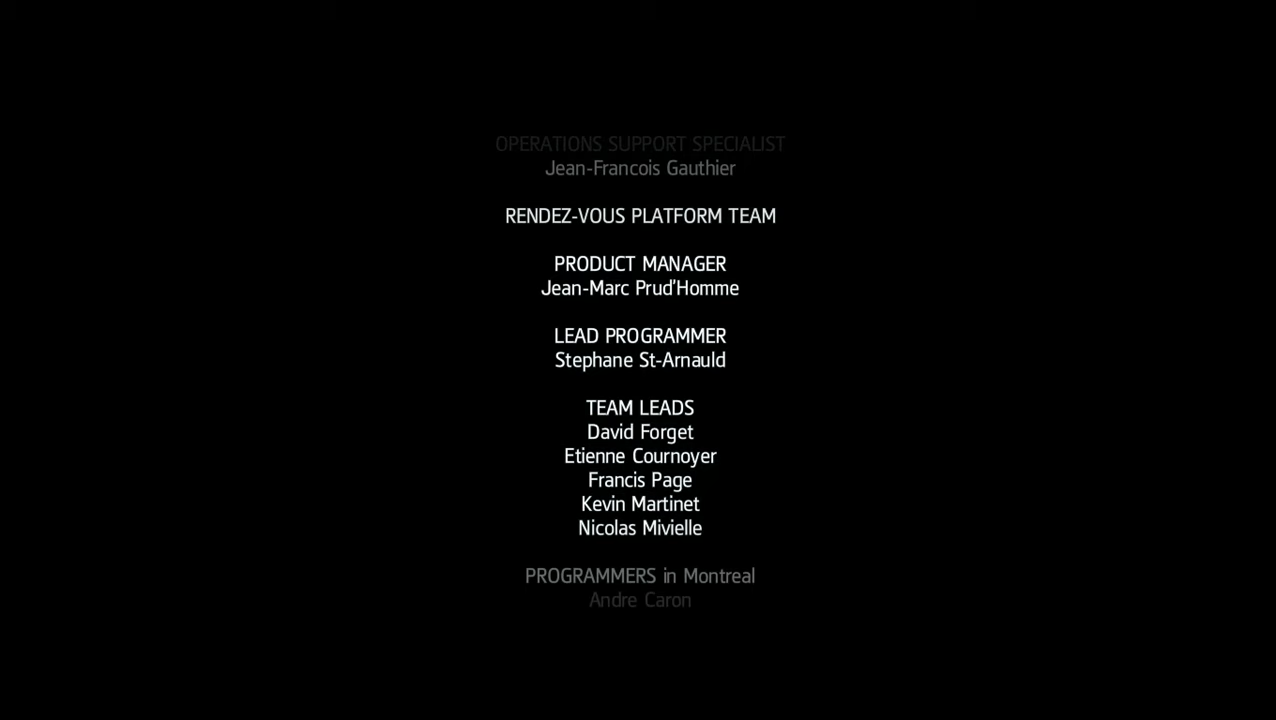 OPERATIONS SUPPORT SPECIALIST
Jean-Francois Gauthier
RENDEZ-VOUS PLATFORM TEAM
PRODUCT MANAGER
Jean-Marc Prud'Homme
LEAD PROGRAMMER
Stephane St-Arnauld
TEAM LEADS
David Forget
Etienne Cournoyer
Francis Page
Kevin Martinet
Nicolas Mivielle
PROGRAMMERS in Montreal
Andre Caron